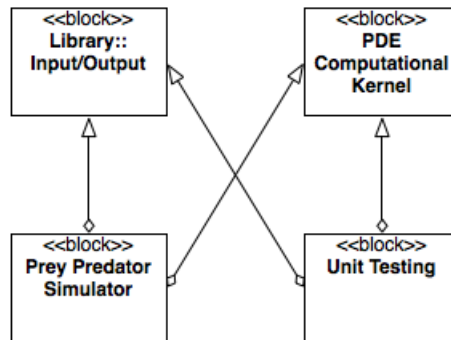 <<block>>
Library::
Input/Output
<<block>>
PDE
Computational
Kernel
<<block>>
Prey Predator
Simulator
<<block>>
Unit Testing